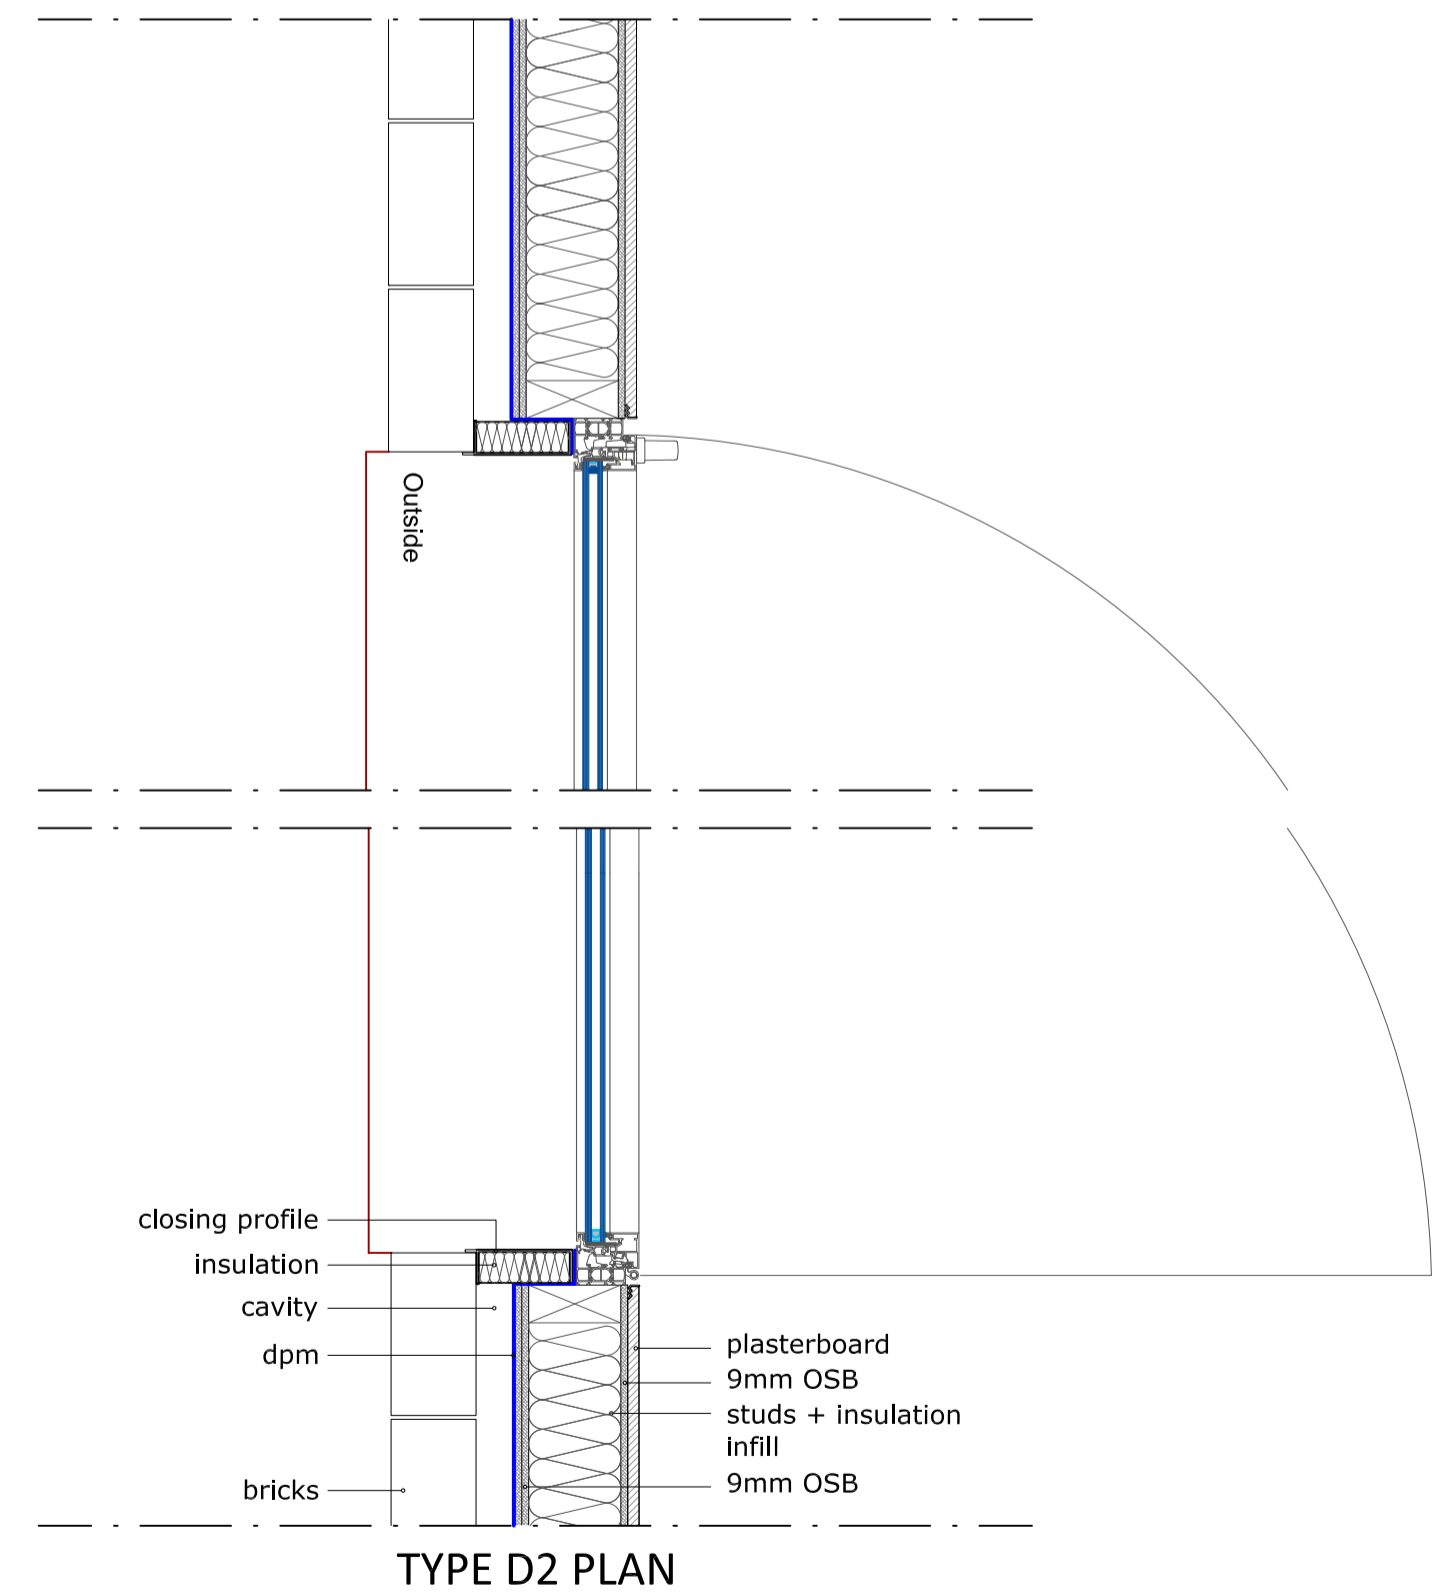 Outside
closing profile
insulation
cavity
dpm
bricks
plasterboard
9mm OSB
studs + insulation
infill
9mm OSB
TYPE D2 PLAN